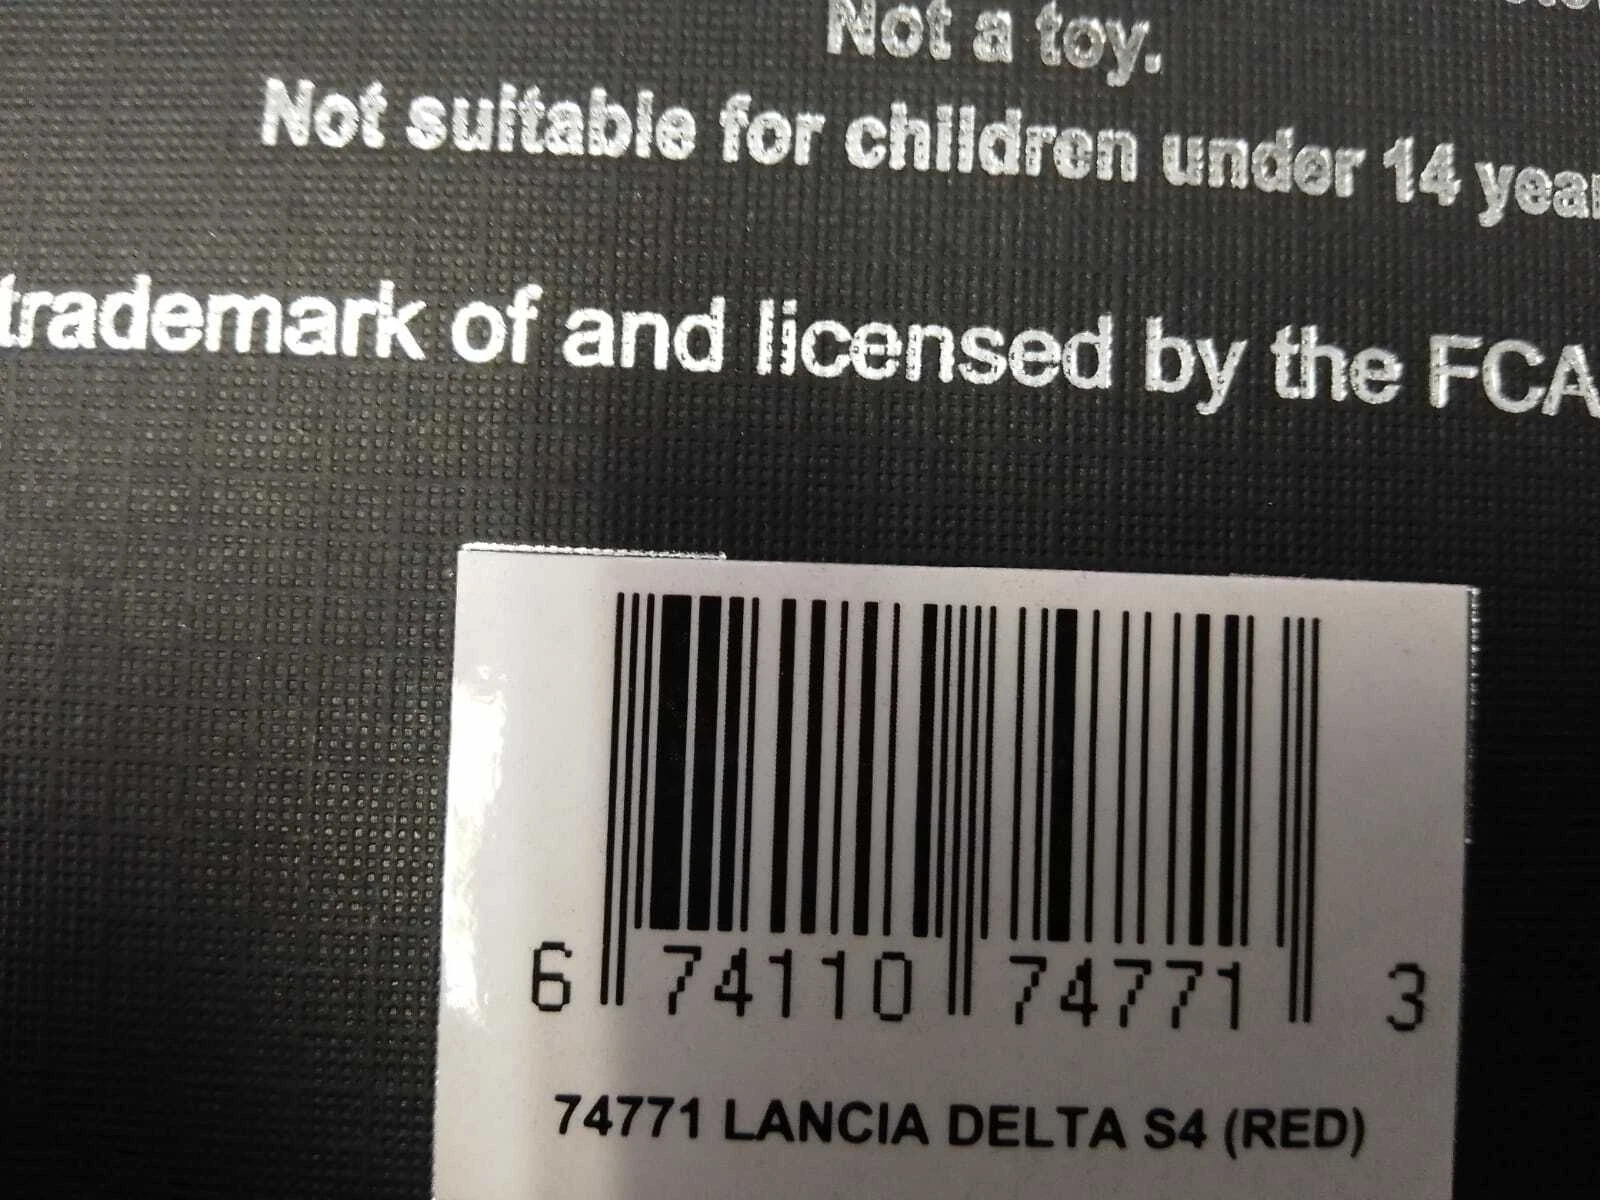 Not a toy.
Not suitable for children under 14
trademark of and licensed by the FCA
6 74110 74771 3
74771 LANCIA DELTA S4 (RED)